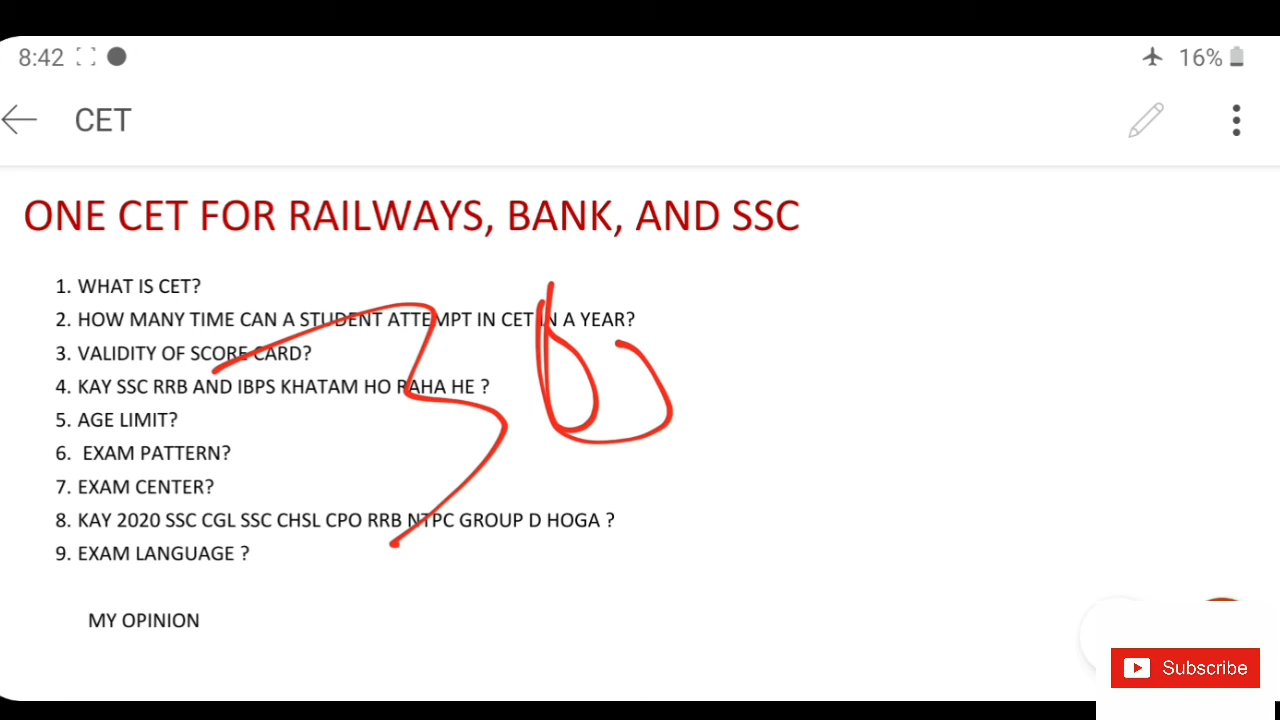 8:42 16%
CET
ONE CET FOR RAILWAYS, BANK, AND SSC
1. WHAT IS CET?
2. HOW MANY TIME CAN A STUDENT ATTEMPT IN CET IN A YEAR?
3. VALIDITY OF SCORE CARD?
4. KAY SSC RRB AND IBPS KHATAM HO RAHA HE ?
5. AGE LIMIT?
6. EXAM PATTERN?
7. EXAM CENTER?
8. KAY 2020 SSC CGL SSC CHSL CPO RRB NTPC GROUP D HOGA ?
9. EXAM LANGUAGE ?
MY OPINION
Subscribe